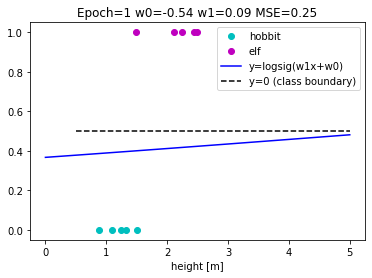 Epoch=1 w0=-0.54 w1=0.09 MSE=0.25
1.0
0.8
0.6
0.4
0.2
0.0
hobbit
elf
y=logsig(w1x+w0)
y=0 (class boundary)
0 1 2 3 4 5
height [m]